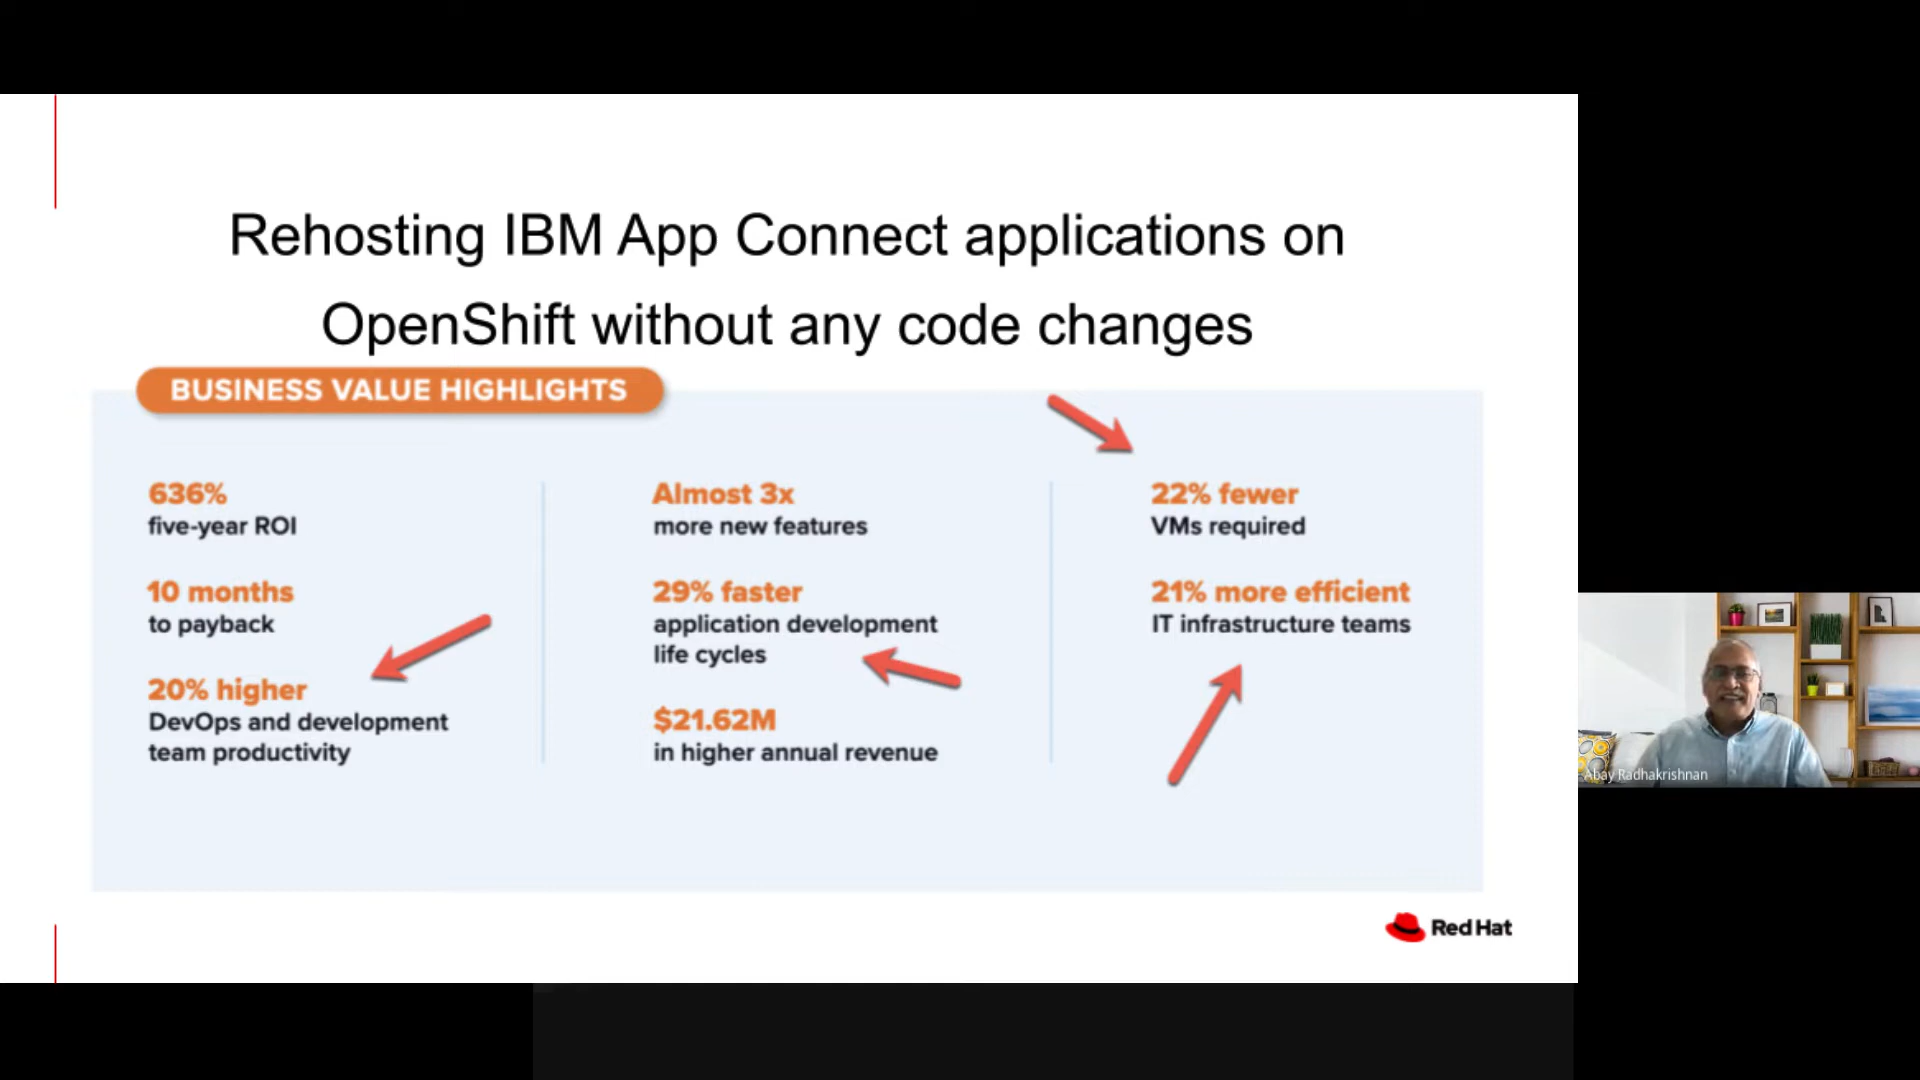 Rehosting IBM App Connect applications on
OpenShift without any code changes
BUSINESS VALUE HIGHLIGHTS
636%
five-year ROI
10 months
to payback
20% higher
DevOps and development
team productivity
Almost 3x
more new features
29% faster
application development
life cycles
$21.62M
in higher annual revenue
22% fewer
VMs required
21% more efficient
IT infrastructure teams
Red Hat
Abay Radhakrishnan